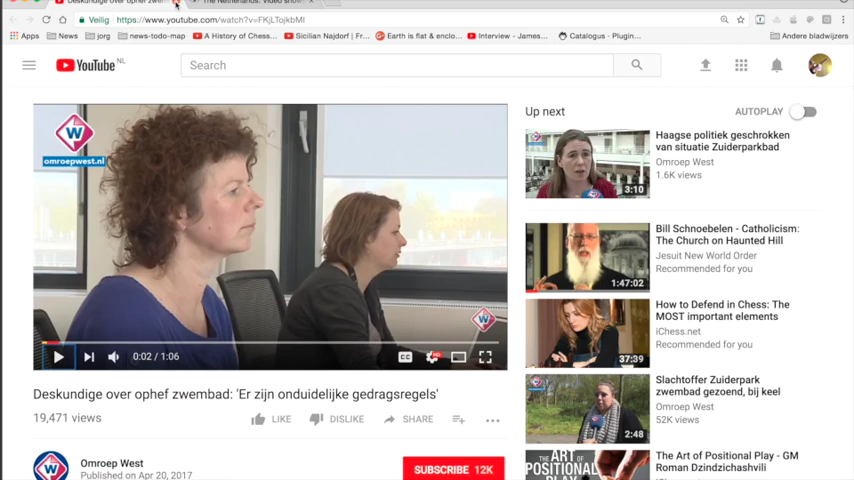 Deskundige over ophef zwem
The Netherlands: Video show
Veilig
https://www.youtube.com/watch?v=FKjLTojkbMI
Apps
News
jorg
news-todo-map
A History of Chess...
Sicilian Najdorf | Fr...
Earth is flat & enclo...
Interview - James...
Catalogus - Plugin...
Andere bladwijzers
YouTube NL
Search
W
omroepwest.nl
W
0:02 / 1:06
CC
HD
Deskundige over ophef zwembad: 'Er zijn onduidelijke gedragsregels'
19,471 views
LIKE
DISLIKE
SHARE
W
Omroep West
Published on Apr 20, 2017
SUBSCRIBE 12K
Up next
AUTOPLAY
3:10
Haagse politiek geschrokken
van situatie Zuiderparkbad
Omroep West
1.6K views
1:47:02
Bill Schnoebelen - Catholicism:
The Church on Haunted Hill
Jesuit New World Order
Recommended for you
37:39
How to Defend in Chess: The
MOST important elements
iChess.net
Recommended for you
2:48
Slachtoffer Zuiderpark
zwembad gezoend, bij keel
Omroep West
52K views
THE ART OF
POSITIONAL
PLAY
The Art of Positional Play - GM
Roman Dzindzichashvili